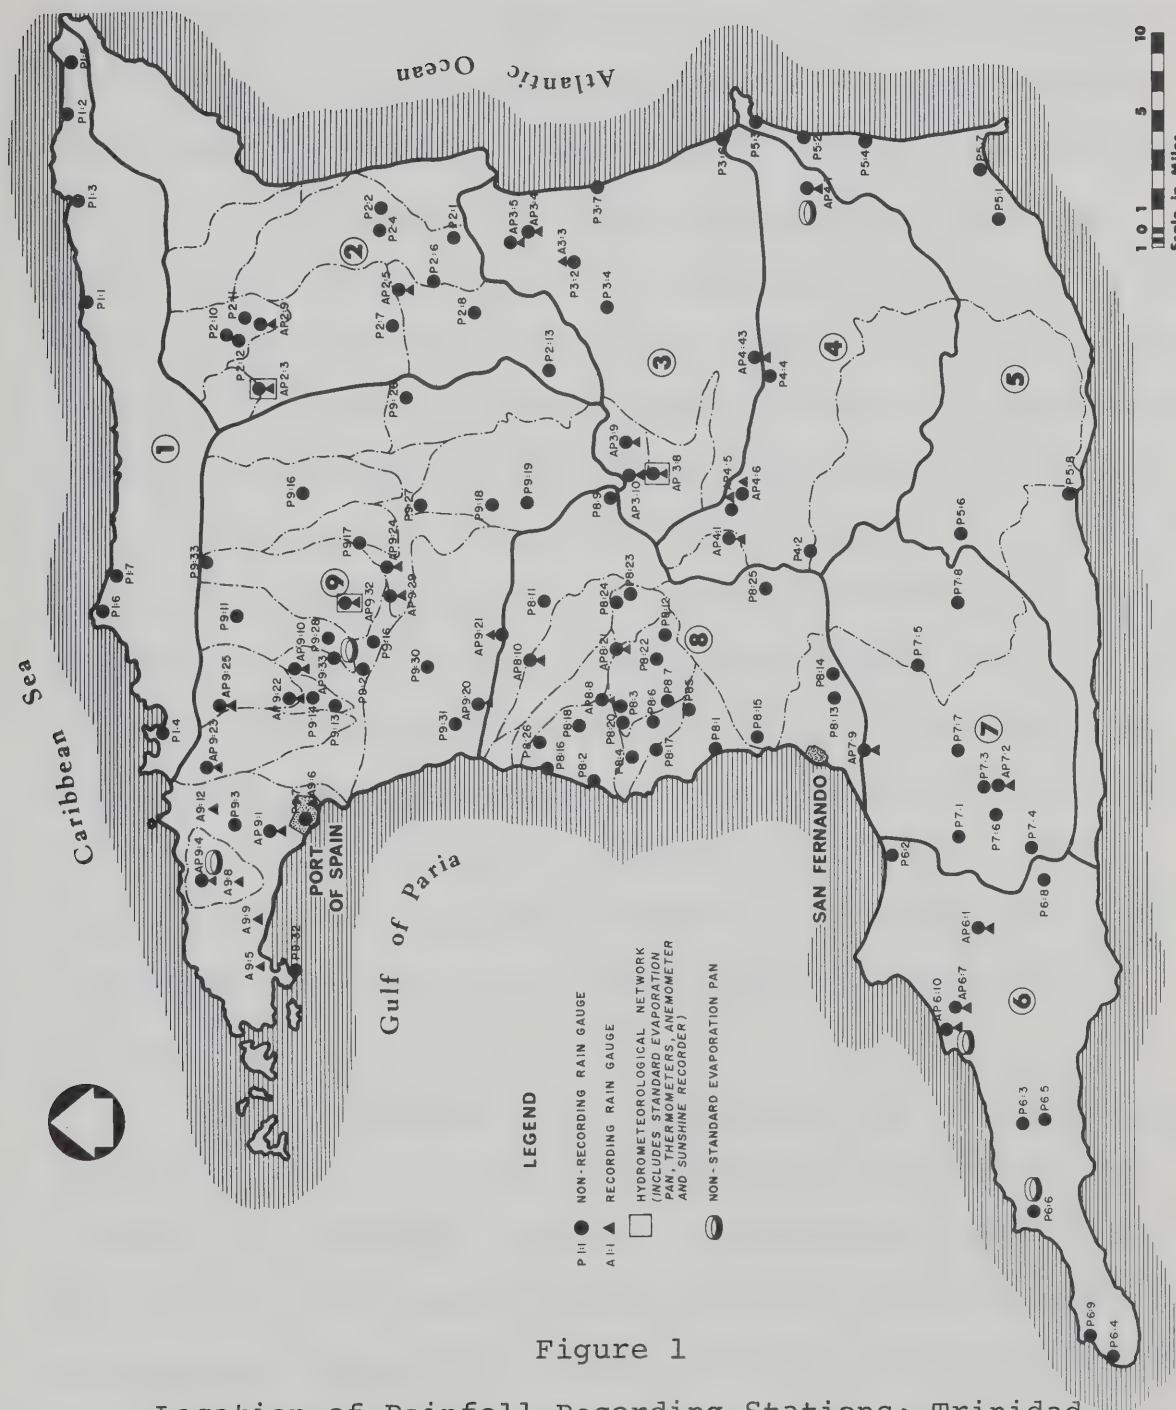 Caribbean Sea
Atlantic Ocean
Gulf of Paria
PORT
OF SPAIN
SAN FERNANDO
1
P1:2
P1:3
P1:1
P1:7
P1:6
P1:4
2
P2:2
P2:4
P2:1
P2:6
AP2:5
P2:7
P2:8
P2:10
P2:11
AP2:9
P2:12
AP2:3
P2:13
3
AP3:5
AP3:4
A3:3
P3:2
P3:4
P3:7
P3:6
AP3:9
AP3:10
AP3:8
4
AP4:43
P4:4
AP4:5
AP4:6
AP4:1
P4:2
5
P5:3
P5:2
P5:4
P5:7
P5:1
P5:8
P5:6
6
P6:2
P6:8
AP6:1
AP6:7
AP6:10
P6:3
P6:5
P6:6
P6:9
P6:4
7
AP7:9
P7:8
P7:5
P7:7
P7:3
AP7:2
P7:1
P7:6
P7:4
8
P8:9
P8:11
P8:23
P8:24
P8:12
P8:25
AP8:10
AP8:21
P8:22
AP8:8
P8:3
P8:6
P8:7
P8:5
P8:20
P8:18
P8:26
P8:16
P8:2
P8:4
P8:17
P8:1
P8:15
P8:14
P8:13
9
P9:26
P9:16
P9:19
P9:18
P9:27
P9:33
P9:17
AP9:24
AP9:32
AP9:29
P9:11
AP9:10
P9:28
AP9:33
P9:16
P9:2
AP9:25
AP9:22
P9:14
P9:13
P9:30
AP9:21
AP9:20
P9:31
AP9:23
A9:12
P9:3
AP9:1
A9:6
AP9:4
A9:8
A9:9
A9:5
P9:32
10 1 5 10
LEGEND
P1:1 NON-RECORDING RAIN GAUGE
A1:1 RECORDING RAIN GAUGE
HYDROMETEOROLOGICAL NETWORK
(INCLUDES STANDARD EVAPORATION
PAN, THERMOMETERS, ANEMOMETER
AND SUNSHINE RECORDER)
NON-STANDARD EVAPORATION PAN
Figure 1
Location of Rainfall Recording Stations: Trinidad